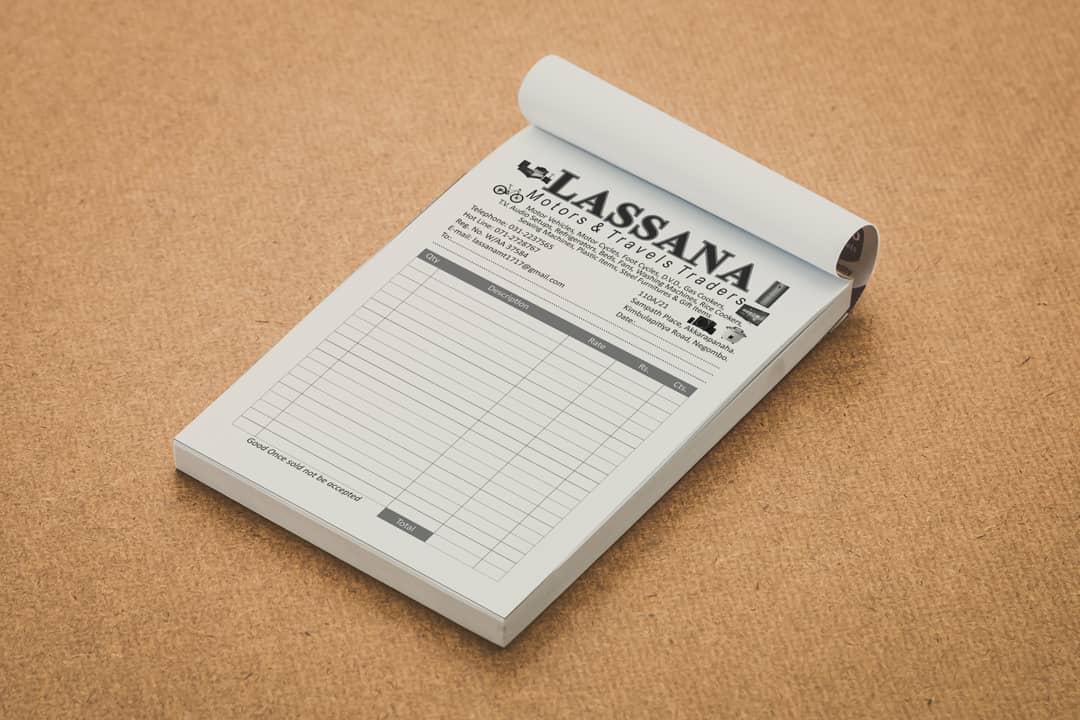 LASSANA
Motors & Travels Traders
Motor Vehicles, Motor Cycles, Foot Cycles, D.V.D., Gas Cookers,
T.V. Audio Setups, Refrigerators, Beds, Fans, Washing Machines, Rice Cookers,
Sewing Machines, Plastic Items, Steel Furnitures & Gift Items
Telephone: 031-2237565
Hot Line: 071-2728767
Reg. No. W/AA 37584
E-mail: lassanamt1717@gmail.com
110A/21
Sampath Place, Akkarapanaha.
Kimbulapitiya Road, Negombo.
To:
Date:
Qty Description Rate Rs. Cts.
Total
Good Once sold not be accepted